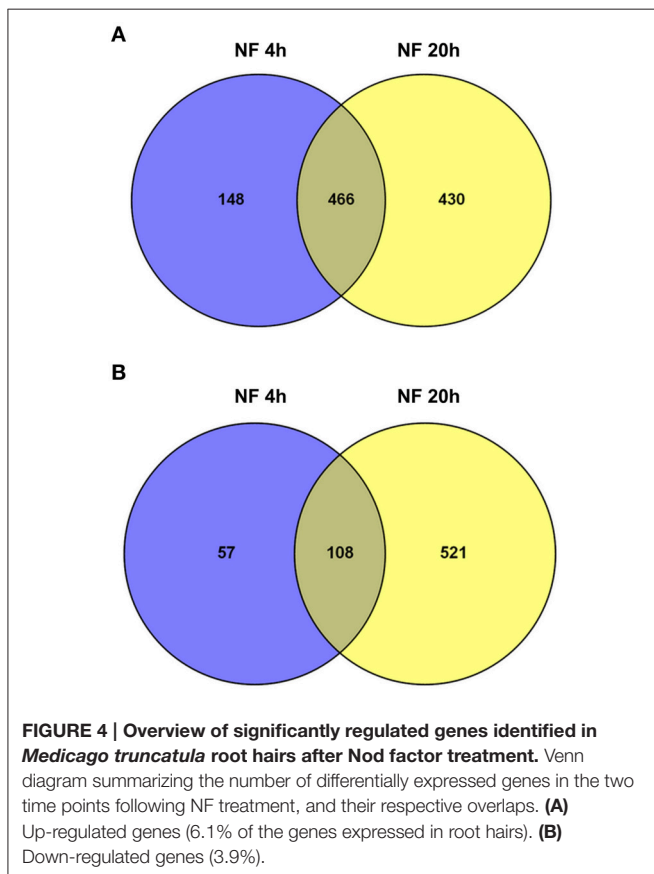 A
NF 4h NF 20h
148 466 430
B
NF 4h NF 20h
57 108 521
FIGURE 4 | Overview of significantly regulated genes identified in
Medicago truncatula root hairs after Nod factor treatment. Venn
diagram summarizing the number of differentially expressed genes in the two
time points following NF treatment, and their respective overlaps. (A)
Up-regulated genes (6.1% of the genes expressed in root hairs). (B)
Down-regulated genes (3.9%).